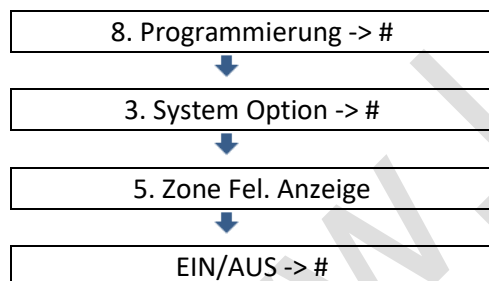 8. Programmierung -> #
3. System Option -> #
5. Zone Fel. Anzeige
EIN/AUS -> #